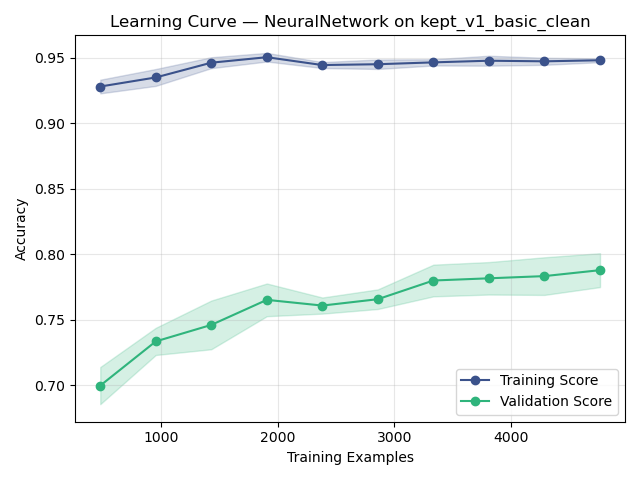 Learning Curve — NeuralNetwork on kept_v1_basic_clean
0.95
0.90
0.85
0.80
0.75
0.70
Accuracy
1000
2000
3000
4000
Training Examples
Training Score
Validation Score